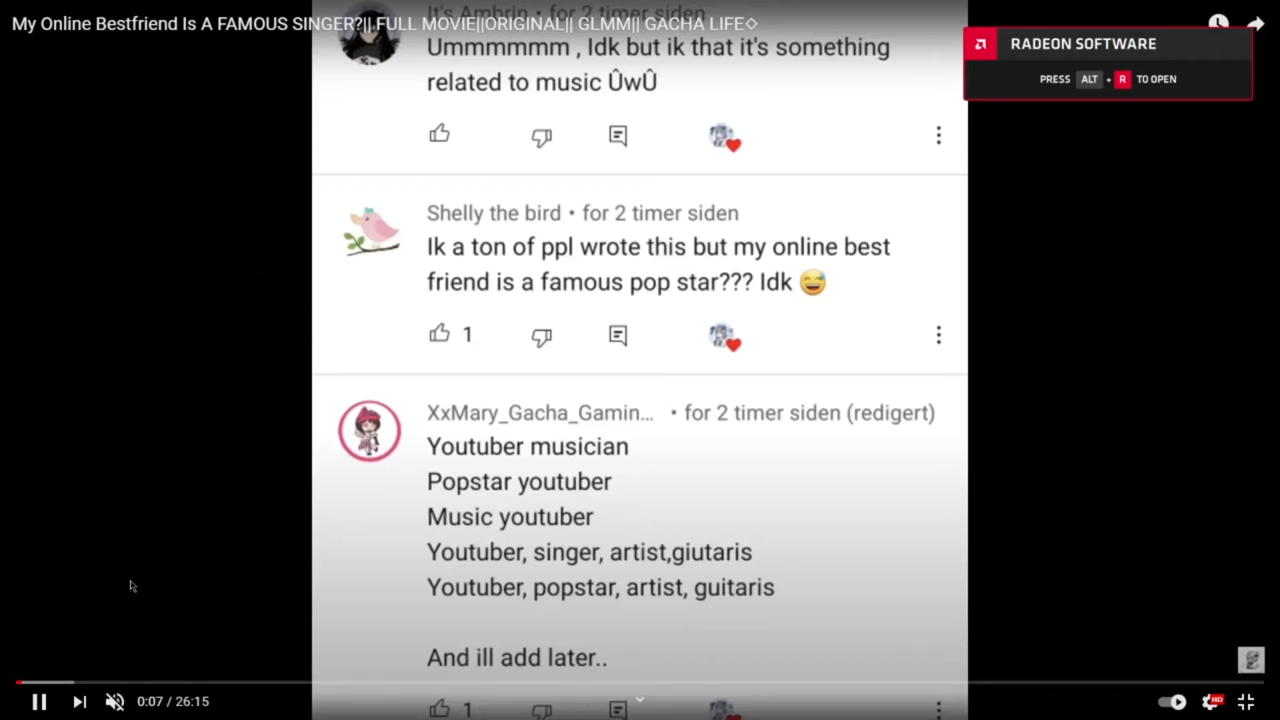 My Online Bestfriend Is A FAMOUS SINGER?|| FULL MOVIE||ORIGINAL|| GLMM|| GACHA LIFE◇
It's Ambrin • for 2 timer siden
Ummmmmm , Idk but ik that it's something
related to music ÛwÛ
RADEON SOFTWARE
PRESS ALT + R TO OPEN
Shelly the bird • for 2 timer siden
Ik a ton of ppl wrote this but my online best
friend is a famous pop star??? Idk 😅
1
XxMary_Gacha_Gamin... • for 2 timer siden (redigert)
Youtuber musician
Popstar youtuber
Music youtuber
Youtuber, singer, artist,giutaris
Youtuber, popstar, artist, guitaris
And ill add later..
1
0:07 / 26:15
HD